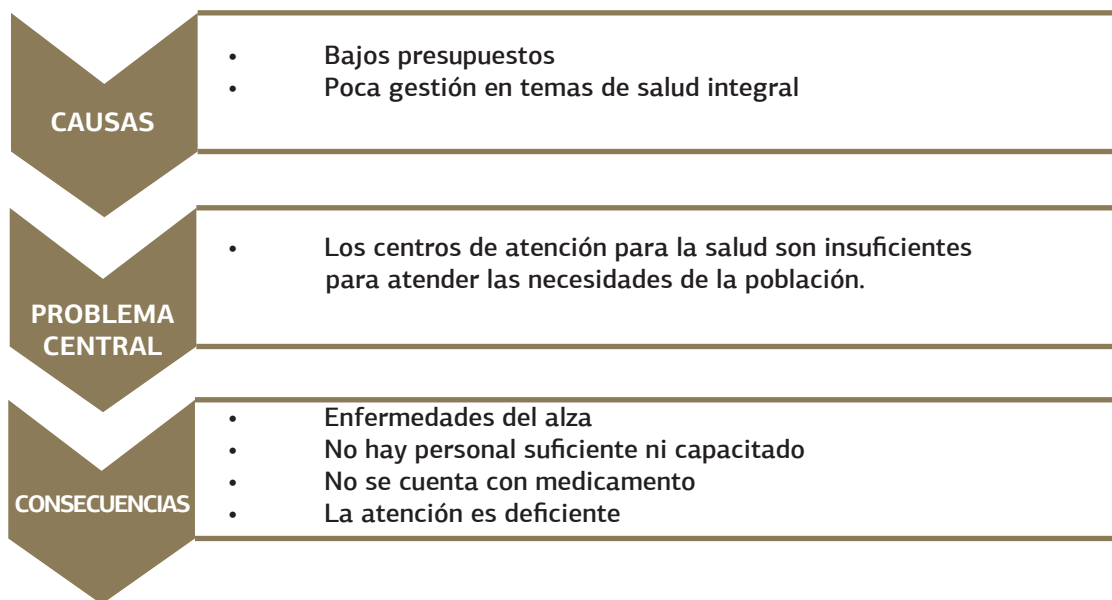 CAUSAS
• Bajos presupuestos
• Poca gestión en temas de salud integral
PROBLEMA
CENTRAL
• Los centros de atención para la salud son insuficientes
para atender las necesidades de la población.
CONSECUENCIAS
• Enfermedades del alza
• No hay personal suficiente ni capacitado
• No se cuenta con medicamento
• La atención es deficiente